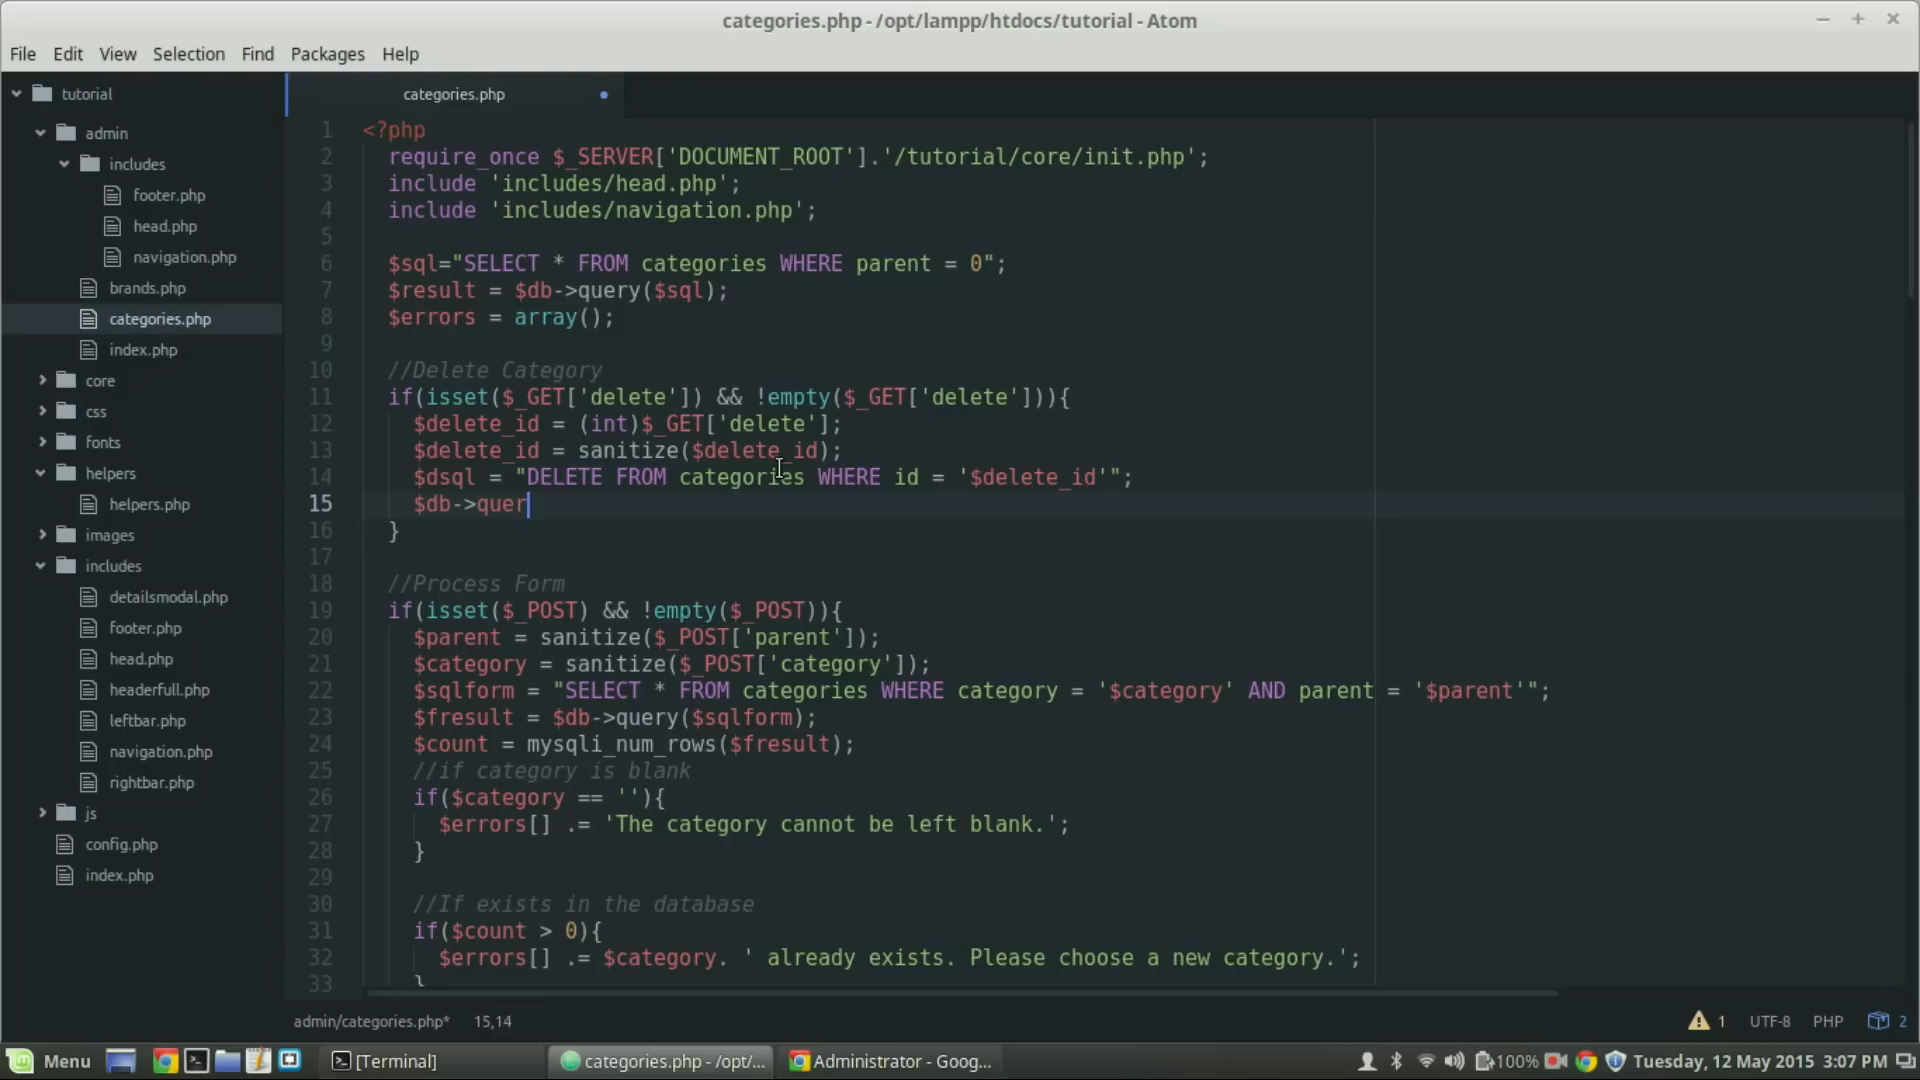 categories.php - /opt/lampp/htdocs/tutorial - Atom
File Edit View Selection Find Packages Help
tutorial
admin
includes
footer.php
head.php
navigation.php
brands.php
categories.php
index.php
core
css
fonts
helpers
helpers.php
images
includes
detailsmodal.php
footer.php
head.php
headerfull.php
leftbar.php
navigation.php
rightbar.php
js
config.php
index.php
categories.php
1 <?php
2 require_once $_SERVER['DOCUMENT_ROOT'].'/tutorial/core/init.php';
3 include 'includes/head.php';
4 include 'includes/navigation.php';
5
6 $sql="SELECT * FROM categories WHERE parent = 0";
7 $result = $db->query($sql);
8 $errors = array();
9
10 //Delete Category
11 if(isset($_GET['delete']) && !empty($_GET['delete'])){
12 $delete_id = (int)$_GET['delete'];
13 $delete_id = sanitize($delete_id);
14 $dsql = "DELETE FROM categories WHERE id = '$delete_id'";
15 $db->quer
16 }
17
18 //Process Form
19 if(isset($_POST) && !empty($_POST)){
20 $parent = sanitize($_POST['parent']);
21 $category = sanitize($_POST['category']);
22 $sqlform = "SELECT * FROM categories WHERE category = '$category' AND parent = '$parent'";
23 $fresult = $db->query($sqlform);
24 $count = mysqli_num_rows($fresult);
25 //if category is blank
26 if($category == ''){
27 $errors[] .= 'The category cannot be left blank.';
28 }
29
30 //If exists in the database
31 if($count > 0){
32 $errors[] .= $category. ' already exists. Please choose a new category.';
33 }
admin/categories.php* 15,14
1 UTF-8 PHP 2
Menu [Terminal] categories.php - /opt/... Administrator - Goog... 100% Tuesday, 12 May 2015 3:07 PM